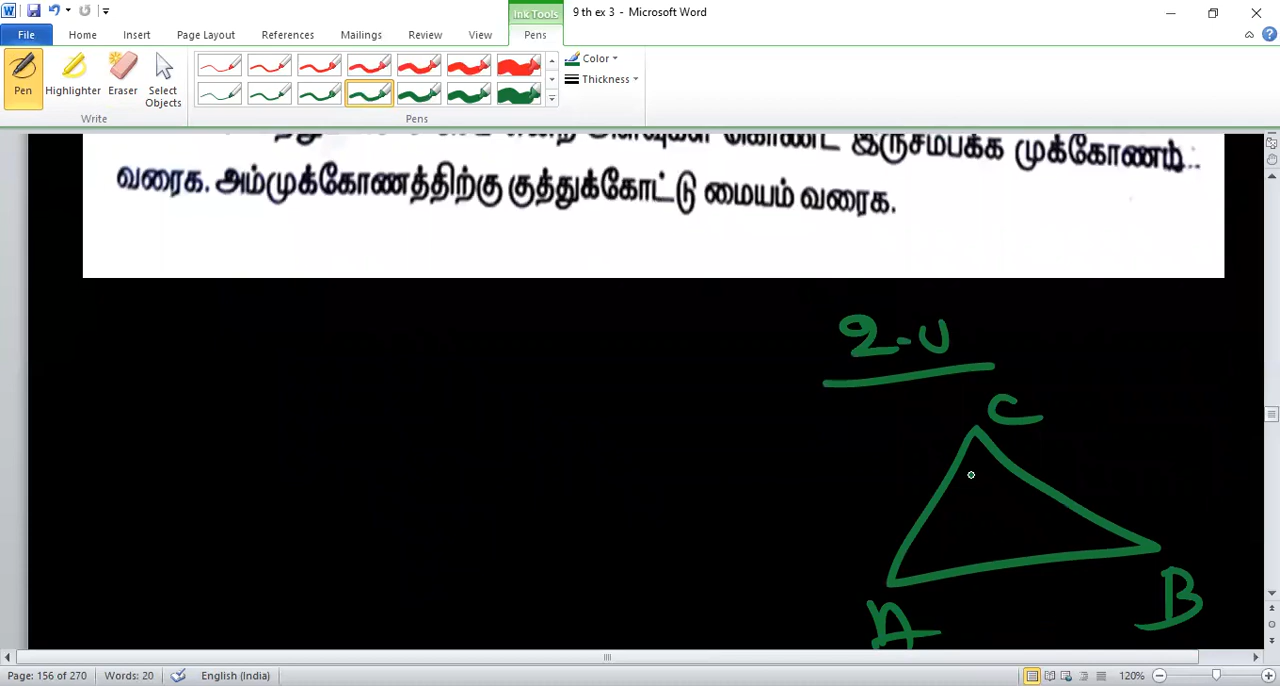 9 th ex 3 - Microsoft Word
Ink Tools
File Home Insert Page Layout References Mailings Review View Pens
Pen Highlighter Eraser Select Objects
Color
Thickness
Write Pens
கொண்ட இருசமபக்க முக்கோணம்...
வரைக. அம்முக்கோணத்திற்கு குத்துக்கோட்டு மையம் வரைக.
உ-ப
C
A
B
Page: 156 of 270 Words: 20 English (India) 120%